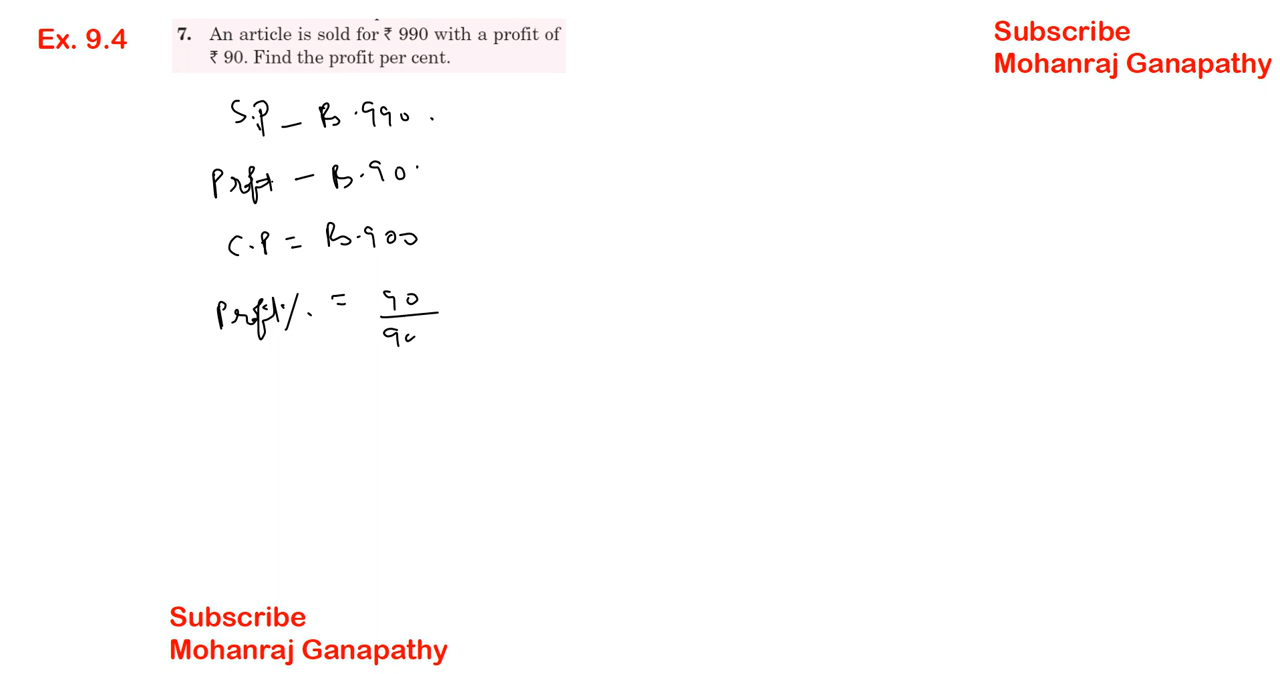 Ex. 9.4
7. An article is sold for ₹ 990 with a profit of
₹ 90. Find the profit per cent.
Subscribe
Mohanraj Ganapathy
S.P – Rs.990.
Profit – Rs.90.
C.P = Rs.900
Profit% = 90
90
Subscribe
Mohanraj Ganapathy